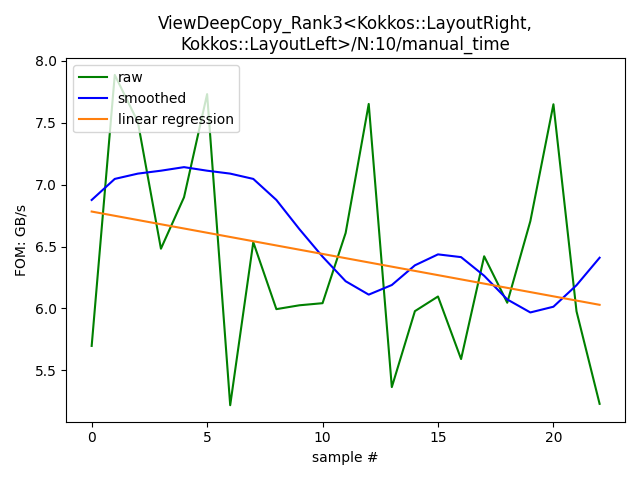 ViewDeepCopy_Rank3<Kokkos::LayoutRight,
Kokkos::LayoutLeft>/N:10/manual_time
raw
smoothed
linear regression
FOM: GB/s
8.0
7.5
7.0
6.5
6.0
5.5
0
5
10
15
20
sample #